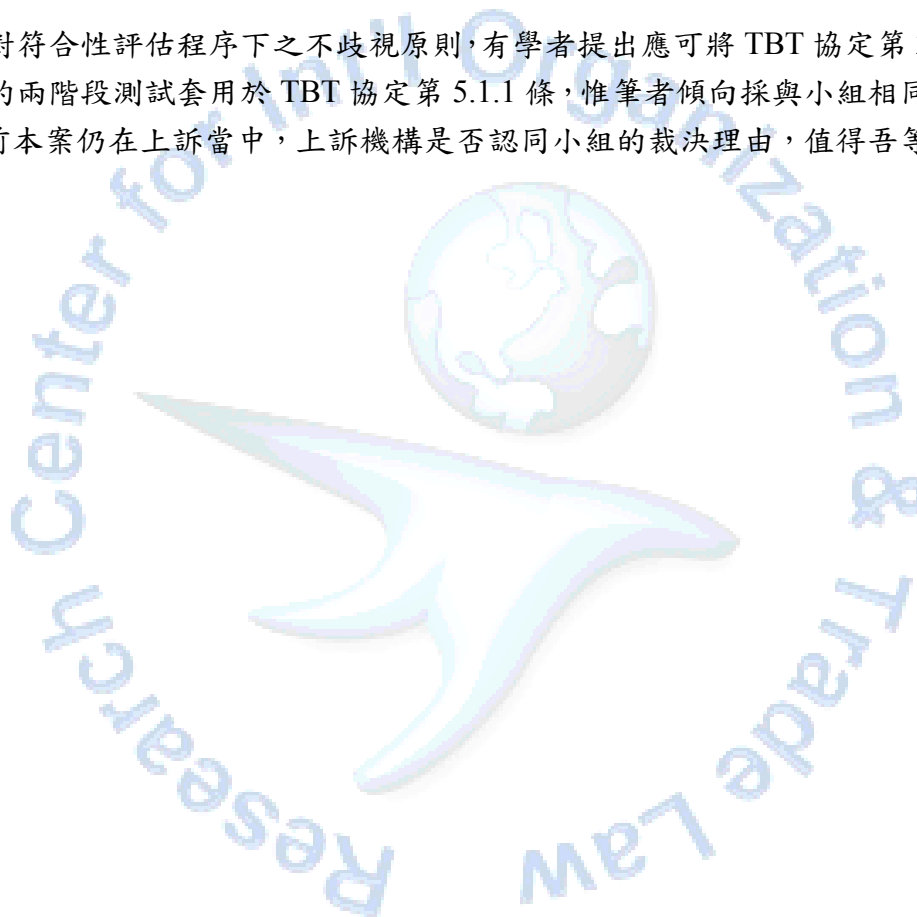 對符合性評估程序下之不歧視原則，有學者提出應可將 TBT 協定第
的兩階段測試套用於 TBT 協定第 5.1.1 條，惟筆者傾向採與小組相同
前本案仍在上訴當中，上訴機構是否認同小組的裁決理由，值得吾等
Research Center for Int'l Organization & Trade Law